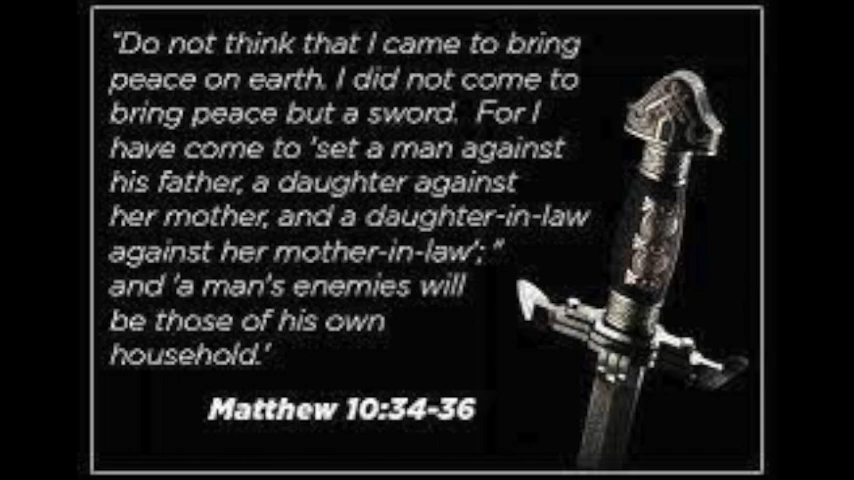 "Do not think that I came to bring
peace on earth. I did not come to
bring peace but a sword. For I
have come to 'set a man against
his father, a daughter against
her mother, and a daughter-in-law
against her mother-in-law'; "
and 'a man's enemies will
be those of his own
household.'
Matthew 10:34-36